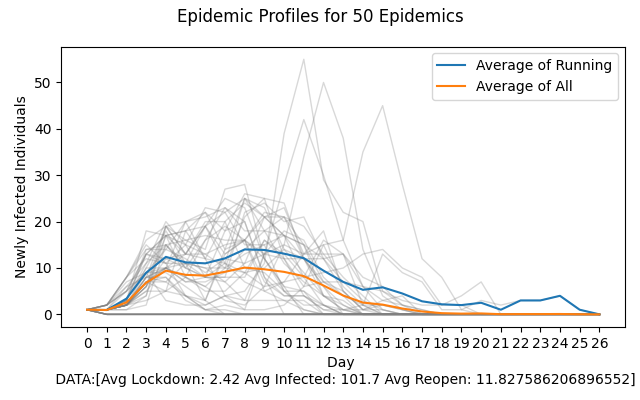 Epidemic Profiles for 50 Epidemics
Average of Running
Average of All
Newly Infected Individuals
50
40
30
20
10
0
0 1 2 3 4 5 6 7 8 9 10 11 12 13 14 15 16 17 18 19 20 21 22 23 24 25 26
Day
DATA:[Avg Lockdown: 2.42 Avg Infected: 101.7 Avg Reopen: 11.827586206896552]